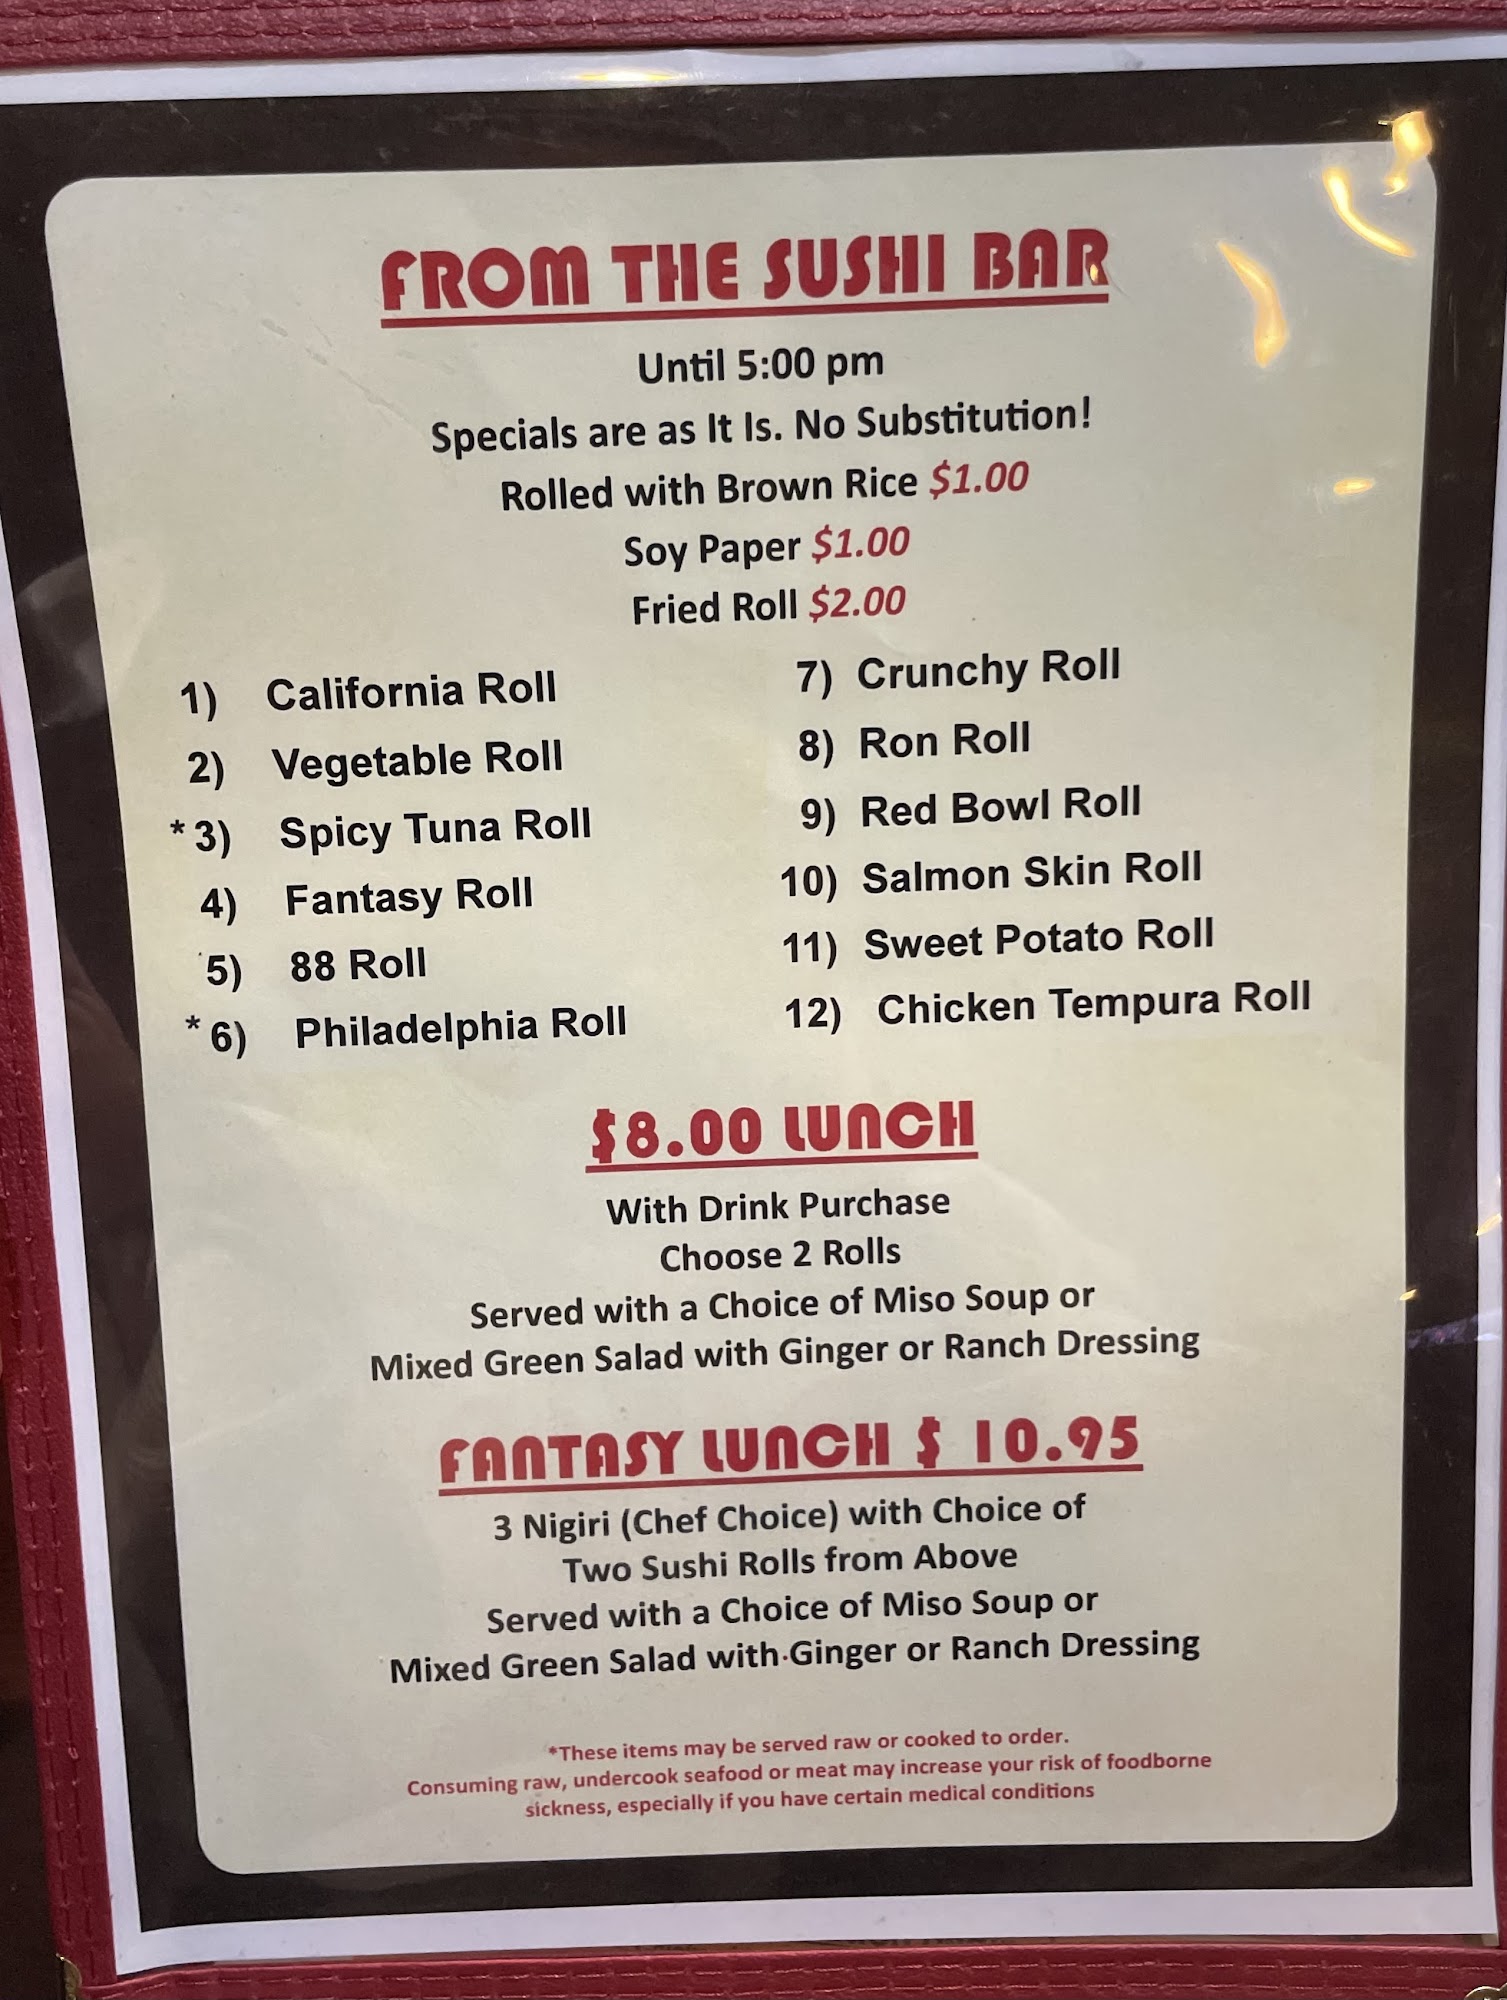 FROM THE SUSHI BAR
Until 5:00 pm
Specials are as It Is. No Substitution!
Rolled with Brown Rice $1.00
Soy Paper $1.00
Fried Roll $2.00
1) California Roll
2) Vegetable Roll
* 3) Spicy Tuna Roll
4) Fantasy Roll
5) 88 Roll
* 6) Philadelphia Roll
7) Crunchy Roll
8) Ron Roll
9) Red Bowl Roll
10) Salmon Skin Roll
11) Sweet Potato Roll
12) Chicken Tempura Roll
$8.00 LUNCH
With Drink Purchase
Choose 2 Rolls
Served with a Choice of Miso Soup or
Mixed Green Salad with Ginger or Ranch Dressing
FANTASY LUNCH $ 10.95
3 Nigiri (Chef Choice) with Choice of
Two Sushi Rolls from Above
Served with a Choice of Miso Soup or
Mixed Green Salad with Ginger or Ranch Dressing
*These items may be served raw or cooked to order.
Consuming raw, undercook seafood or meat may increase your risk of foodborne
sickness, especially if you have certain medical conditions